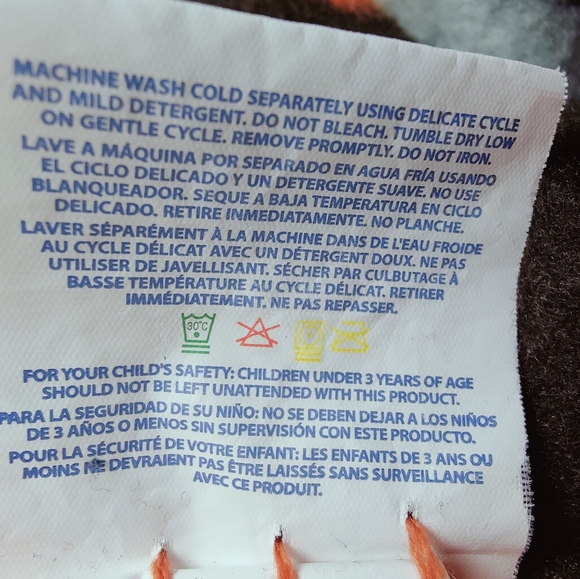 MACHINE WASH COLD SEPARATELY USING DELICATE CYCLE
AND MILD DETERGENT. DO NOT BLEACH. TUMBLE DRY LOW
ON GENTLE CYCLE. REMOVE PROMPTLY. DO NOT IRON.
LAVE A MÁQUINA POR SEPARADO EN AGUA FRÍA USANDO
EL CICLO DELICADO Y UN DETERGENTE SUAVE. NO USE
BLANQUEADOR. SEQUE A BAJA TEMPERATURA EN CICLO
DELICADO. RETIRE INMEDIATAMENTE. NO PLANCHE.
LAVER SÉPARÉMENT À LA MACHINE DANS DE L'EAU FROIDE
AU CYCLE DÉLICAT AVEC UN DÉTERGENT DOUX. NE PAS
UTILISER DE JAVELLISANT. SÉCHER PAR CULBUTAGE À
BASSE TEMPÉRATURE AU CYCLE DÉLICAT. RETIRER
IMMÉDIATEMENT. NE PAS REPASSER.
30°C
FOR YOUR CHILD'S SAFETY: CHILDREN UNDER 3 YEARS OF AGE
SHOULD NOT BE LEFT UNATTENDED WITH THIS PRODUCT.
PARA LA SEGURIDAD DE SU NIÑO: NO SE DEBEN DEJAR A LOS NIÑOS
DE 3 AÑOS O MENOS SIN SUPERVISIÓN CON ESTE PRODUCTO.
POUR LA SÉCURITÉ DE VOTRE ENFANT: LES ENFANTS DE 3 ANS OU
MOINS NE DEVRAIENT PAS ÊTRE LAISSÉS SANS SURVEILLANCE
AVEC CE PRODUIT.